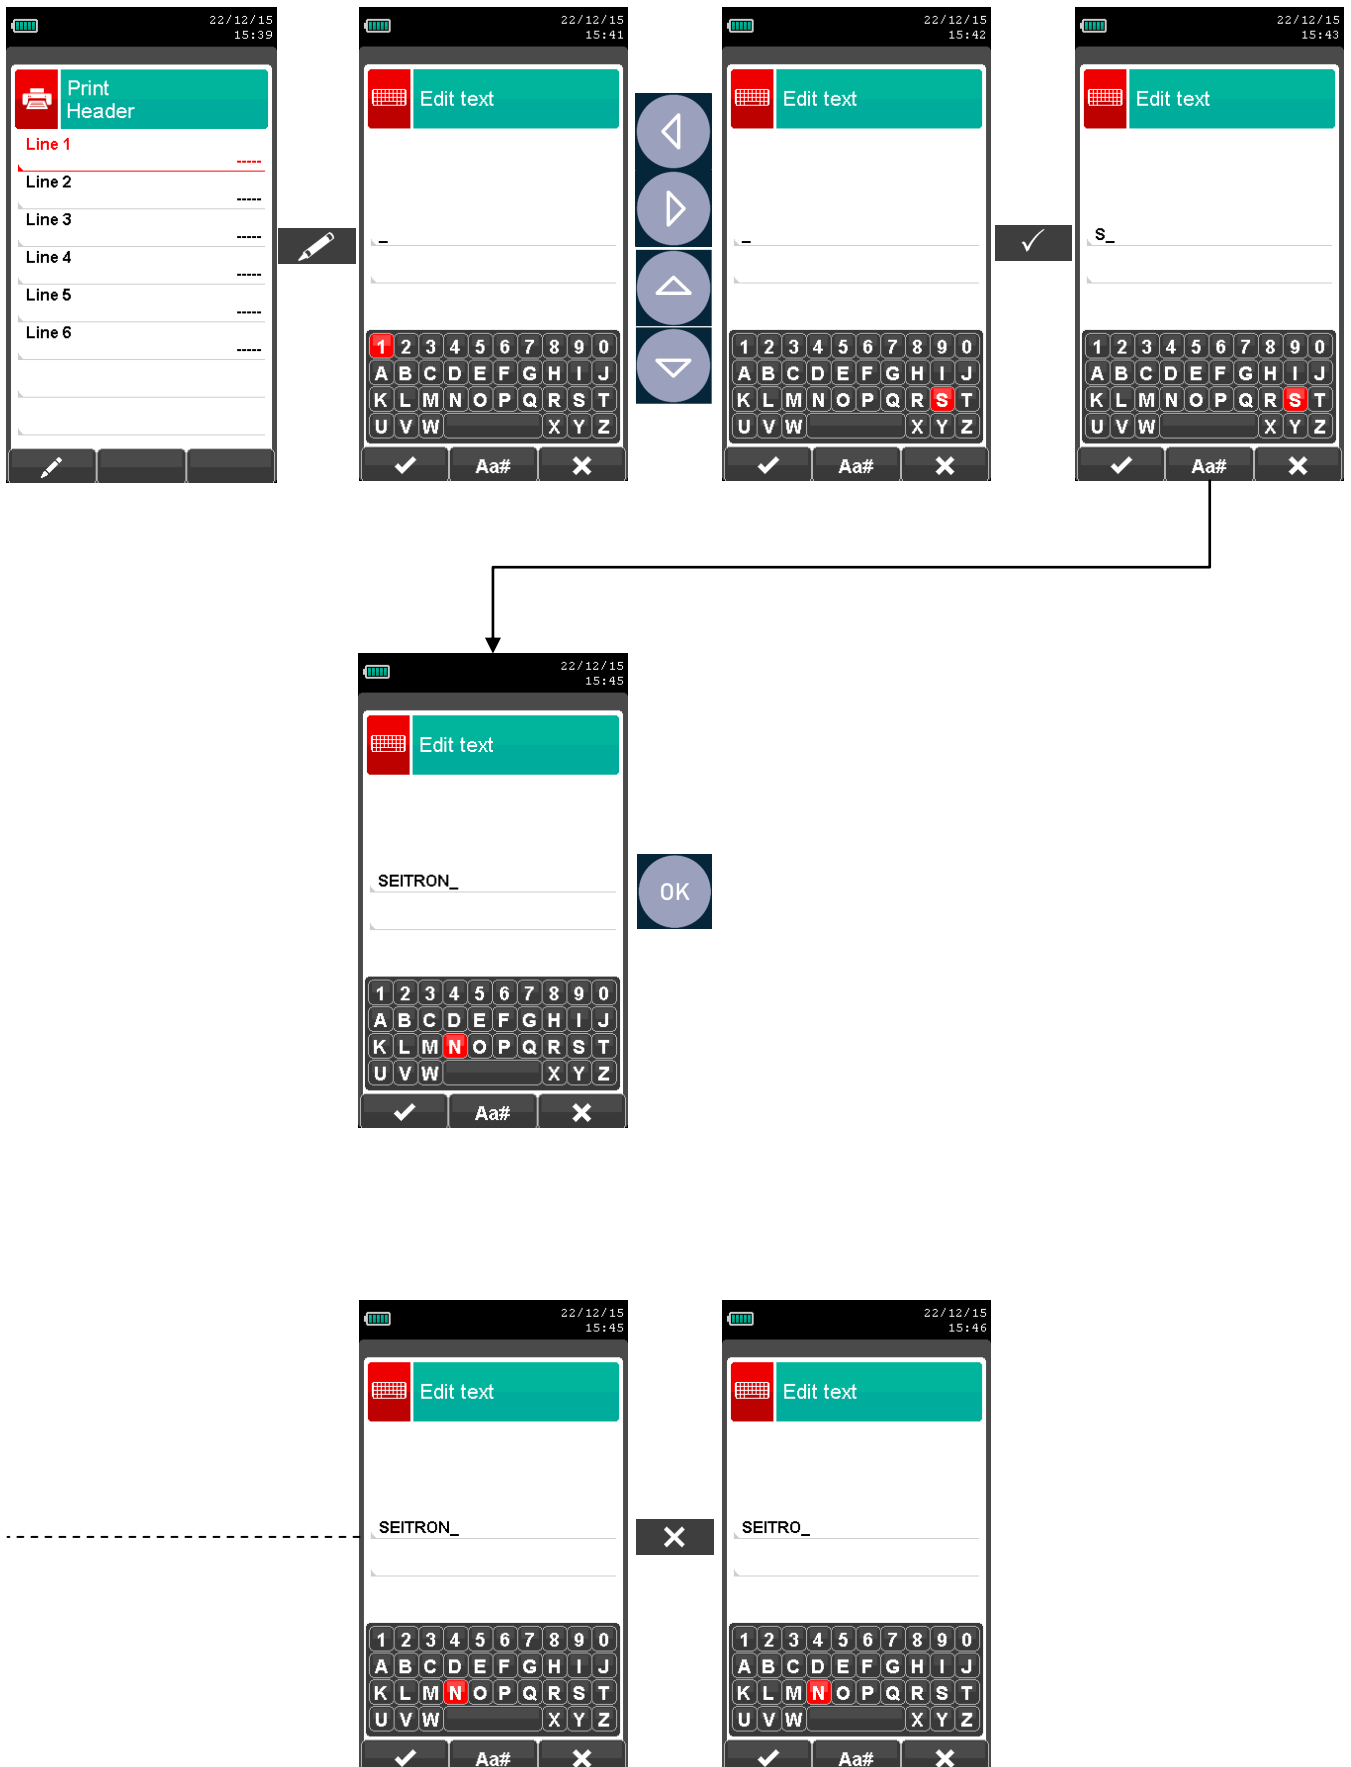 22/12/15
15:39
Print
Header
Line 1
-----
Line 2
-----
Line 3
-----
Line 4
-----
Line 5
-----
Line 6
-----
22/12/15
15:41
Edit text
_
1 2 3 4 5 6 7 8 9 0
A B C D E F G H I J
K L M N O P Q R S T
U V W X Y Z
Aa#
22/12/15
15:42
Edit text
_
1 2 3 4 5 6 7 8 9 0
A B C D E F G H I J
K L M N O P Q R S T
U V W X Y Z
Aa#
22/12/15
15:43
Edit text
S_
1 2 3 4 5 6 7 8 9 0
A B C D E F G H I J
K L M N O P Q R S T
U V W X Y Z
Aa#
22/12/15
15:45
Edit text
SEITRON_
1 2 3 4 5 6 7 8 9 0
A B C D E F G H I J
K L M N O P Q R S T
U V W X Y Z
Aa#
OK
22/12/15
15:45
Edit text
SEITRON_
1 2 3 4 5 6 7 8 9 0
A B C D E F G H I J
K L M N O P Q R S T
U V W X Y Z
Aa#
22/12/15
15:46
Edit text
SEITRO_
1 2 3 4 5 6 7 8 9 0
A B C D E F G H I J
K L M N O P Q R S T
U V W X Y Z
Aa#